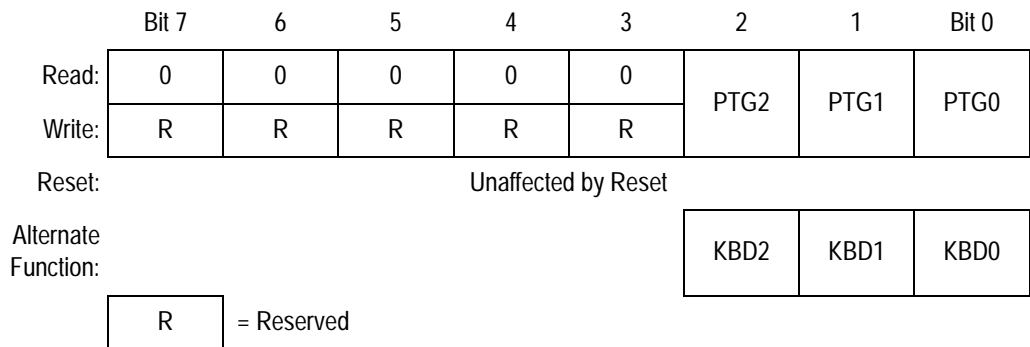 Bit 7 6 5 4 3 2 1 Bit 0
Read: 0 0 0 0 0 PTG2 PTG1 PTG0
Write: R R R R R
Reset: Unaffected by Reset
Alternate Function: KBD2 KBD1 KBD0
R = Reserved